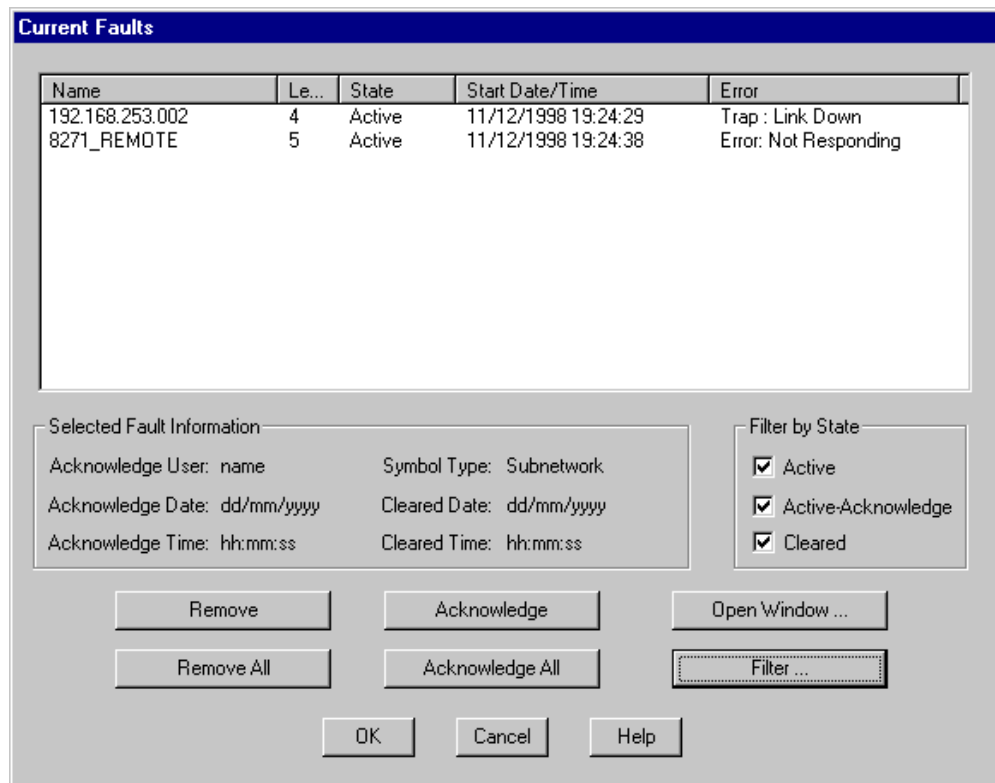 Current Faults
Name Le... State Start Date/Time Error
192.168.253.002 4 Active 11/12/1998 19:24:29 Trap : Link Down
8271_REMOTE 5 Active 11/12/1998 19:24:38 Error: Not Responding
Selected Fault Information
Acknowledge User: name Symbol Type: Subnetwork
Acknowledge Date: dd/mm/yyyy Cleared Date: dd/mm/yyyy
Acknowledge Time: hh:mm:ss Cleared Time: hh:mm:ss
Filter by State
Active
Active-Acknowledge
Cleared
Remove Acknowledge Open Window ...
Remove All Acknowledge All Filter ...
OK Cancel Help